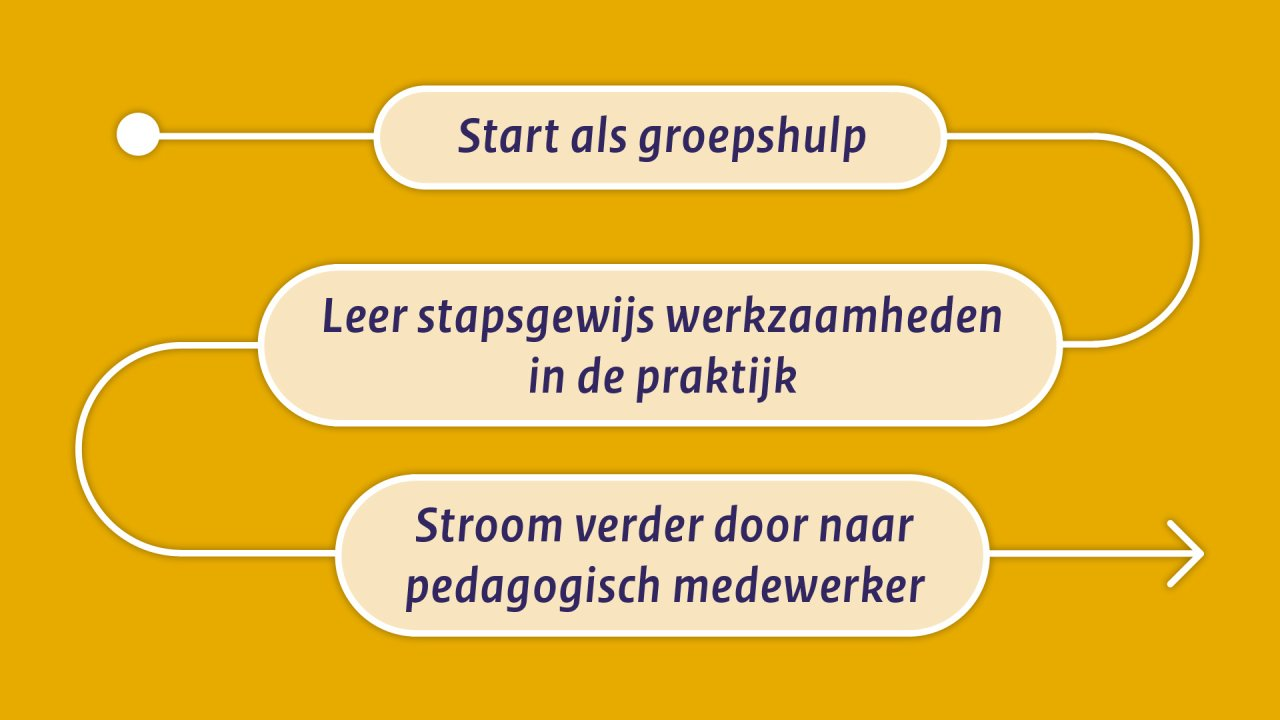 Start als groepshulp
Leer stapsgewijs werkzaamheden
in de praktijk
Stroom verder door naar
pedagogisch medewerker